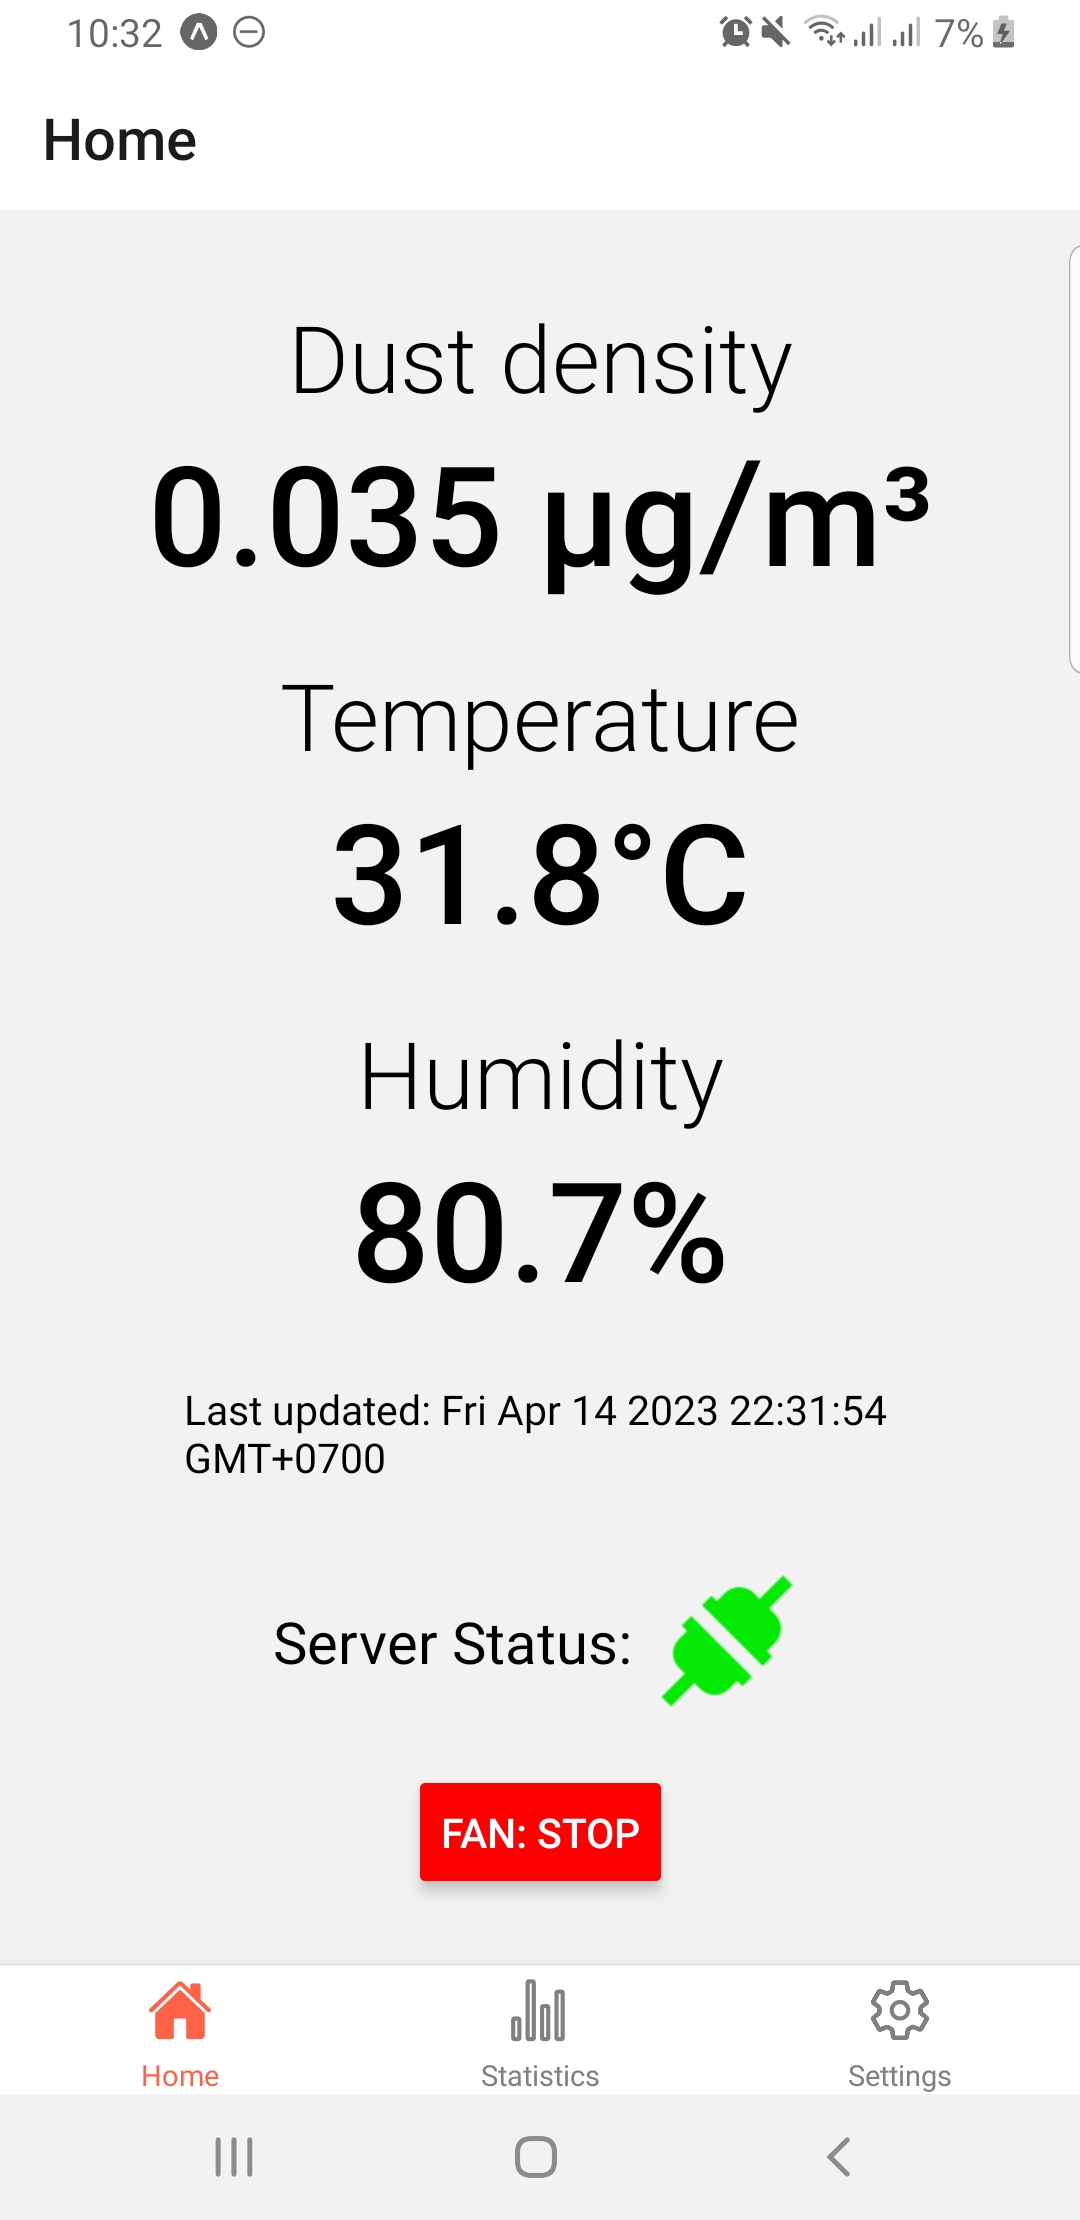 10:32
7%
Home
Dust density
0.035 µg/m³
Temperature
31.8°C
Humidity
80.7%
Last updated: Fri Apr 14 2023 22:31:54
GMT+0700
Server Status:
FAN: STOP
Home
Statistics
Settings